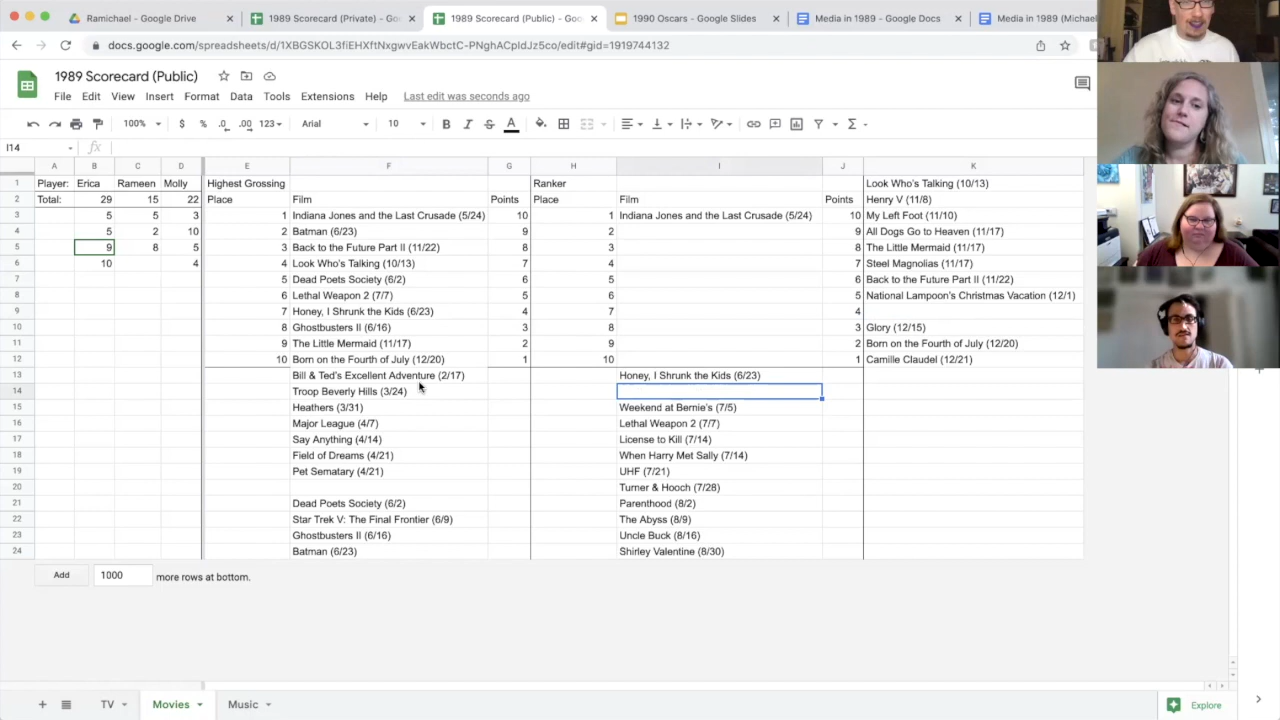 Ramichael - Google Drive
1989 Scorecard (Private) - Go
1989 Scorecard (Public) - Goo
1990 Oscars - Google Slides
Media in 1989 - Google Docs
Media in 1989 (Michae
docs.google.com/spreadsheets/d/1XBGSKOL3fiEHXftNxgwvEakWbctC-PNghACpldJz5co/edit#gid=1919744132
1989 Scorecard (Public)
File Edit View Insert Format Data Tools Extensions Help Last edit was seconds ago
100% $ % .0 .00 123 Arial 10 B I S A
I14 fx
A B C D E F G H I J K
1 Player: Erica Rameen Molly Highest Grossing Ranker Look Who's Talking (10/13)
2 Total: 29 15 22 Place Film Points Place Film Points Henry V (11/8)
3 5 5 3 1 Indiana Jones and the Last Crusade (5/24) 10 1 Indiana Jones and the Last Crusade (5/24) 10 My Left Foot (11/10)
4 5 2 10 2 Batman (6/23) 9 2 9 All Dogs Go to Heaven (11/17)
5 9 8 5 3 Back to the Future Part II (11/22) 8 3 8 The Little Mermaid (11/17)
6 10 4 4 Look Who's Talking (10/13) 7 4 7 Steel Magnolias (11/17)
7 5 Dead Poets Society (6/2) 6 5 6 Back to the Future Part II (11/22)
8 6 Lethal Weapon 2 (7/7) 5 6 5 National Lampoon's Christmas Vacation (12/1)
9 7 Honey, I Shrunk the Kids (6/23) 4 7 4
10 8 Ghostbusters II (6/16) 3 8 3 Glory (12/15)
11 9 The Little Mermaid (11/17) 2 9 2 Born on the Fourth of July (12/20)
12 10 Born on the Fourth of July (12/20) 1 10 1 Camille Claudel (12/21)
13 Bill & Ted's Excellent Adventure (2/17) Honey, I Shrunk the Kids (6/23)
14 Troop Beverly Hills (3/24)
15 Heathers (3/31) Weekend at Bernie's (7/5)
16 Major League (4/7) Lethal Weapon 2 (7/7)
17 Say Anything (4/14) License to Kill (7/14)
18 Field of Dreams (4/21) When Harry Met Sally (7/14)
19 Pet Sematary (4/21) UHF (7/21)
20 Turner & Hooch (7/28)
21 Dead Poets Society (6/2) Parenthood (8/2)
22 Star Trek V: The Final Frontier (6/9) The Abyss (8/9)
23 Ghostbusters II (6/16) Uncle Buck (8/16)
24 Batman (6/23) Shirley Valentine (8/30)
Add 1000 more rows at bottom.
TV Movies Music Explore